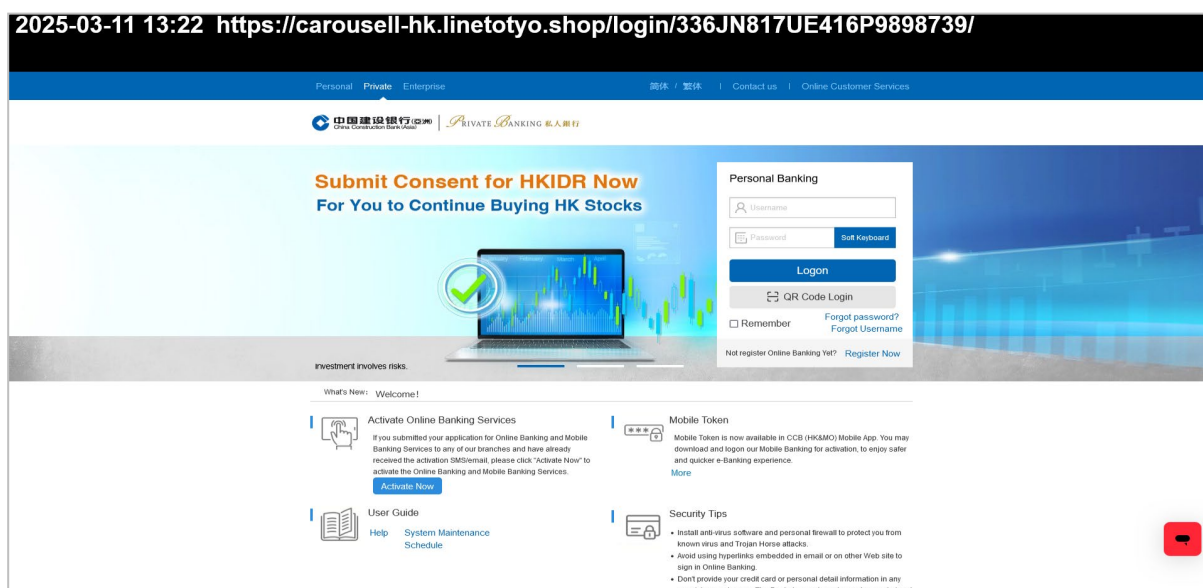 2025-03-11 13:22 https://carousell-hk.linetotyo.shop/login/336JN817UE416P9898739/
Personal Private Enterprise 简体 / 繁体 | Contact us | Online Customer Services
中国建设银行(亞洲) PRIVATE BANKING 私人銀行
China Construction Bank (Asia)
Submit Consent for HKIDR Now
For You to Continue Buying HK Stocks
Investment involves risks.
Personal Banking
Username
Password Soft Keyboard
Logon
QR Code Login
Remember Forgot password?
Forgot Username
Not register Online Banking Yet? Register Now
What's New: Welcome!
Activate Online Banking Services
If you submitted your application for Online Banking and Mobile
Banking Services to any of our branches and have already
received the activation SMS/email, please click "Activate Now" to
activate the Online Banking and Mobile Banking Services.
Activate Now
Mobile Token
Mobile Token is now available in CCB (HK&MO) Mobile App. You may
download and logon our Mobile Banking for activation, to enjoy safer
and quicker e-Banking experience.
More
User Guide
Help System Maintenance
Schedule
Security Tips
• Install anti-virus software and personal firewall to protect you from
known virus and Trojan Horse attacks.
• Avoid using hyperlinks embedded in email or on other Web site to
sign in Online Banking.
• Don't provide your credit card or personal detail information in any